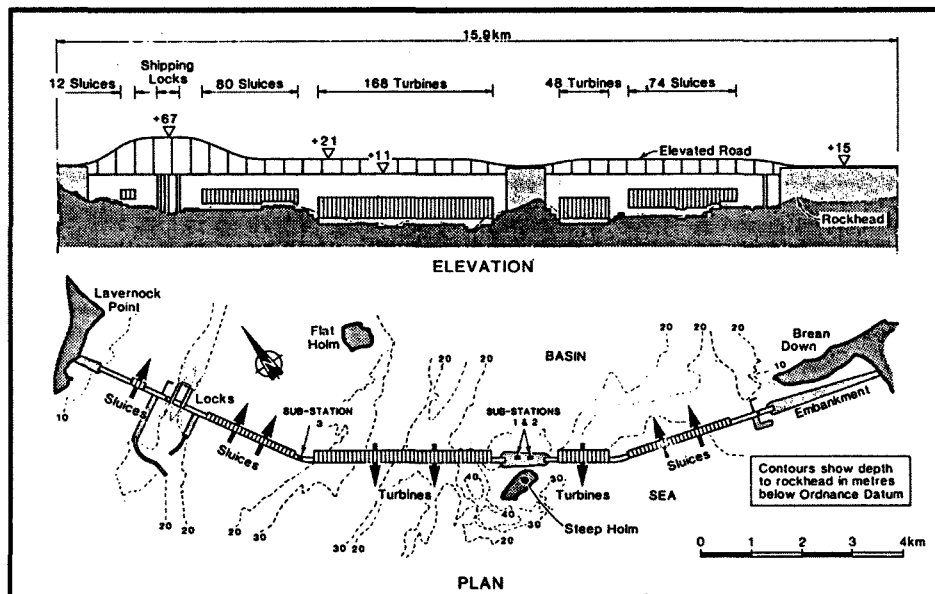 15.9km
Shipping
Locks
12 Sluices
80 Sluices
168 Turbines
48 Turbines
74 Sluices
+67
+21
+11
Elevated Road
+15
Rockhead
ELEVATION
Lavernock
Point
Flat
Holm
20
20
20
20
BASIN
20
20
Brean
Down
10
10
Sluices
Locks
SUB-STATION
3
SUB-STATIONS
1 & 2
Embankment
Sluices
Sluices
Turbines
Turbines
SEA
40
30
40
30
20
Steep Holm
20
20
20
30
30
20
Contours show depth
to rockhead in metres
below Ordnance Datum
0 1 2 3 4km
PLAN